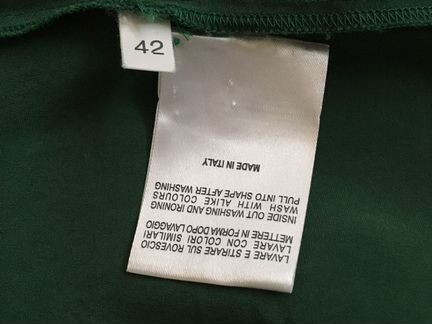 42
LAVARE E STIRARE SUL ROVESCIO
LAVARE CON COLORI SIMILARI
METTERE IN FORMA DOPO LAVAGGIO
INSIDE OUT WASHING AND IRONING
WASH WITH ALIKE COLOURS
PULL INTO SHAPE AFTER WASHING
MADE IN ITALY